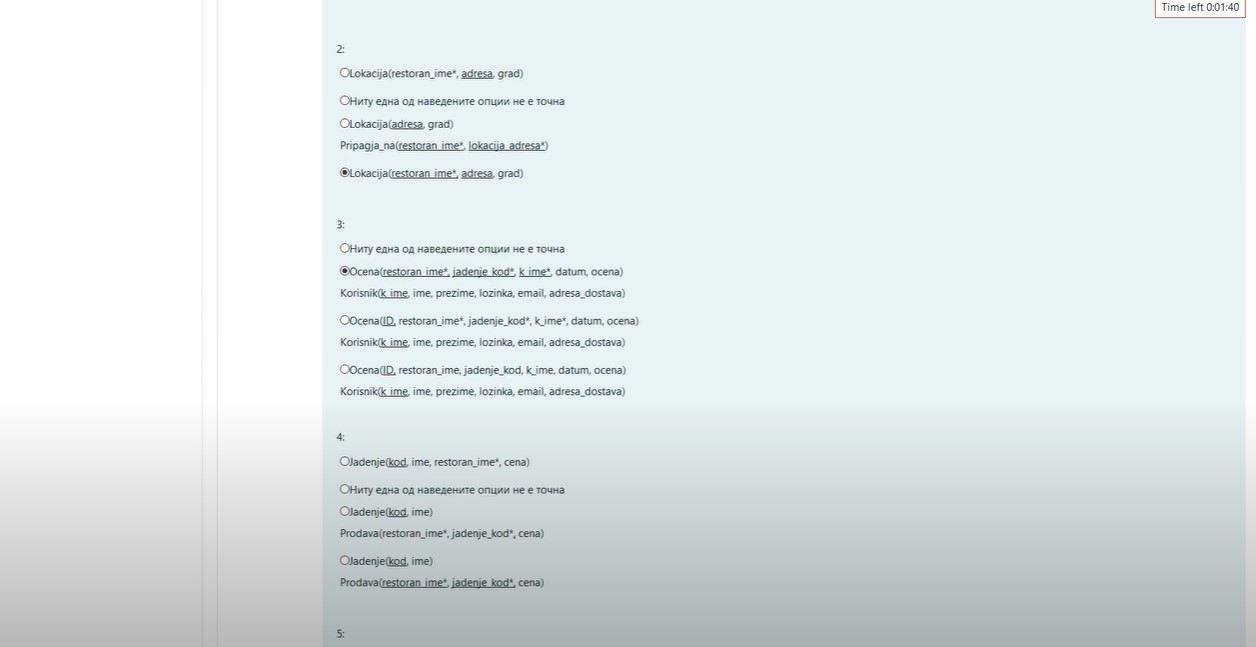 Time left 0:01:40
2:
Lokacija(restoran_ime*, adresa, grad)
Ниту една од наведените опции не е точна
Lokacija(adresa, grad)
Pripagja_na(restoran_ime*, lokacija_adresa*)
Lokacija(restoran_ime*, adresa, grad)
3:
Ниту една од наведените опции не е точна
Ocena(restoran_ime*, jadenje_kod*, k_ime*, datum, ocena)
Korisnik(k_ime, ime, prezime, lozinka, email, adresa_dostava)
Ocena(ID, restoran_ime*, jadenje_kod*, k_ime*, datum, ocena)
Korisnik(k_ime, ime, prezime, lozinka, email, adresa_dostava)
Ocena(ID, restoran_ime, jadenje_kod, k_ime, datum, ocena)
Korisnik(k_ime, ime, prezime, lozinka, email, adresa_dostava)
4:
Jadenje(kod, ime, restoran_ime*, cena)
Ниту една од наведените опции не е точна
Jadenje(kod, ime)
Prodava(restoran_ime*, jadenje_kod*, cena)
Jadenje(kod, ime)
Prodava(restoran_ime*, jadenje_kod*, cena)
5: